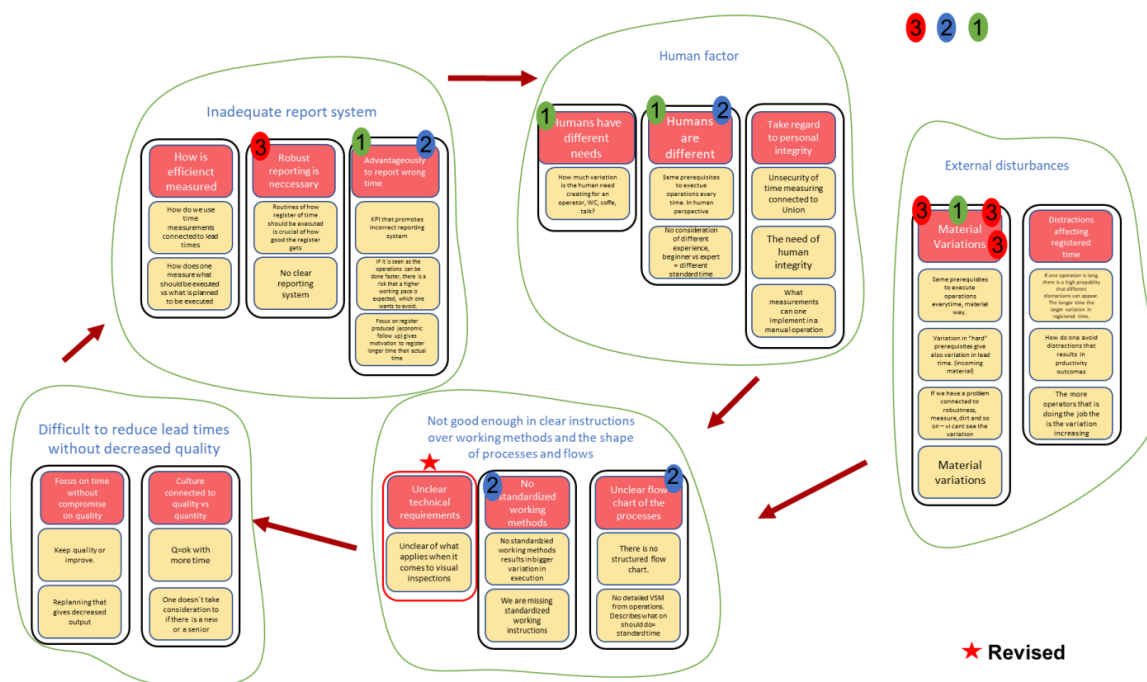 3 2 1
Human factor
Inadequate report system
External disturbances
1
1
2
Humans have
different
needs
Humans
are
different
Take regard
to personal
integrity
How much variation
is the human need
creating for an
operator, WC, coffe,
talk?
Same prerequisites
to exectue
operations every
time. In human
perspective
No consideration
of different
experience,
beginner vs expert
= different
standard time
Unsecurity of
time measuring
connected to
Union
The need of
human
integrity
What
measurements
can one
implement in a
manual operation
3
1
2
How is
efficienct
measured
Robust
reporting is
neccessary
Advantageously
to report wrong
time
How do we use
time
measurements
connected to lead
times
How does one
measure what
should be executed
vs what is planned
to be executed
Routines of how
register of time
should be executed
is crucial of how
good the register
gets
No clear
reporting
system
KPI that promotes
incorrect reporting
system
IF it is seen as the
operations can be
done faster, there is a
risk that a higher
working pace is
expected, which one
wants to avoid.
Focus on register
produced (economic
follow up) gives
motivation to register
longer time than actual
time
3
1
3
3
Material
Variations
Distractions
affecting
registered
time
Same prerequisites
to execute
operations
everytime, material
way.
Variation in "hard"
prerequisites give
also variation in lead
time. (incoming
material)
If we have a problem
connected to
robustness,
measure, dirt and so
on – vi cent see the
variation
Material
variations
If one operation is long
there is a high propablity
that different
distractions can appear.
The longer time the
larger variation in
registered time.
How do one avoid
distractions that
results in
prductivity
outcomes
The more
operators that is
doing the job the
the is the variation
increasing
Difficult to reduce lead times
without decreased quality
Focus on time
without
compromise
on quality
Culture
connected to
quality vs
quantity
Keep quality or
improve.
Replanning that
gives decreased
output
Q=ok with
more time
One doesn´t take
consideration to
if there is a new
or a senior
Not good enough in clear instructions
over working methods and the shape
of processes and flows
2
2
Unclear
technical
requirements
No
standardized
working
methods
Unclear flow
chart of the
processes
Unclear of what
applies when it
comes to visual
inspections
No standardzied
working methods
results in bigger
variation in
execution
We are missing
standardized
working
instructions
There is no
structured flow
chart.
No detailed VSM
from operations.
Describes what on
should do=
standard time
Revised